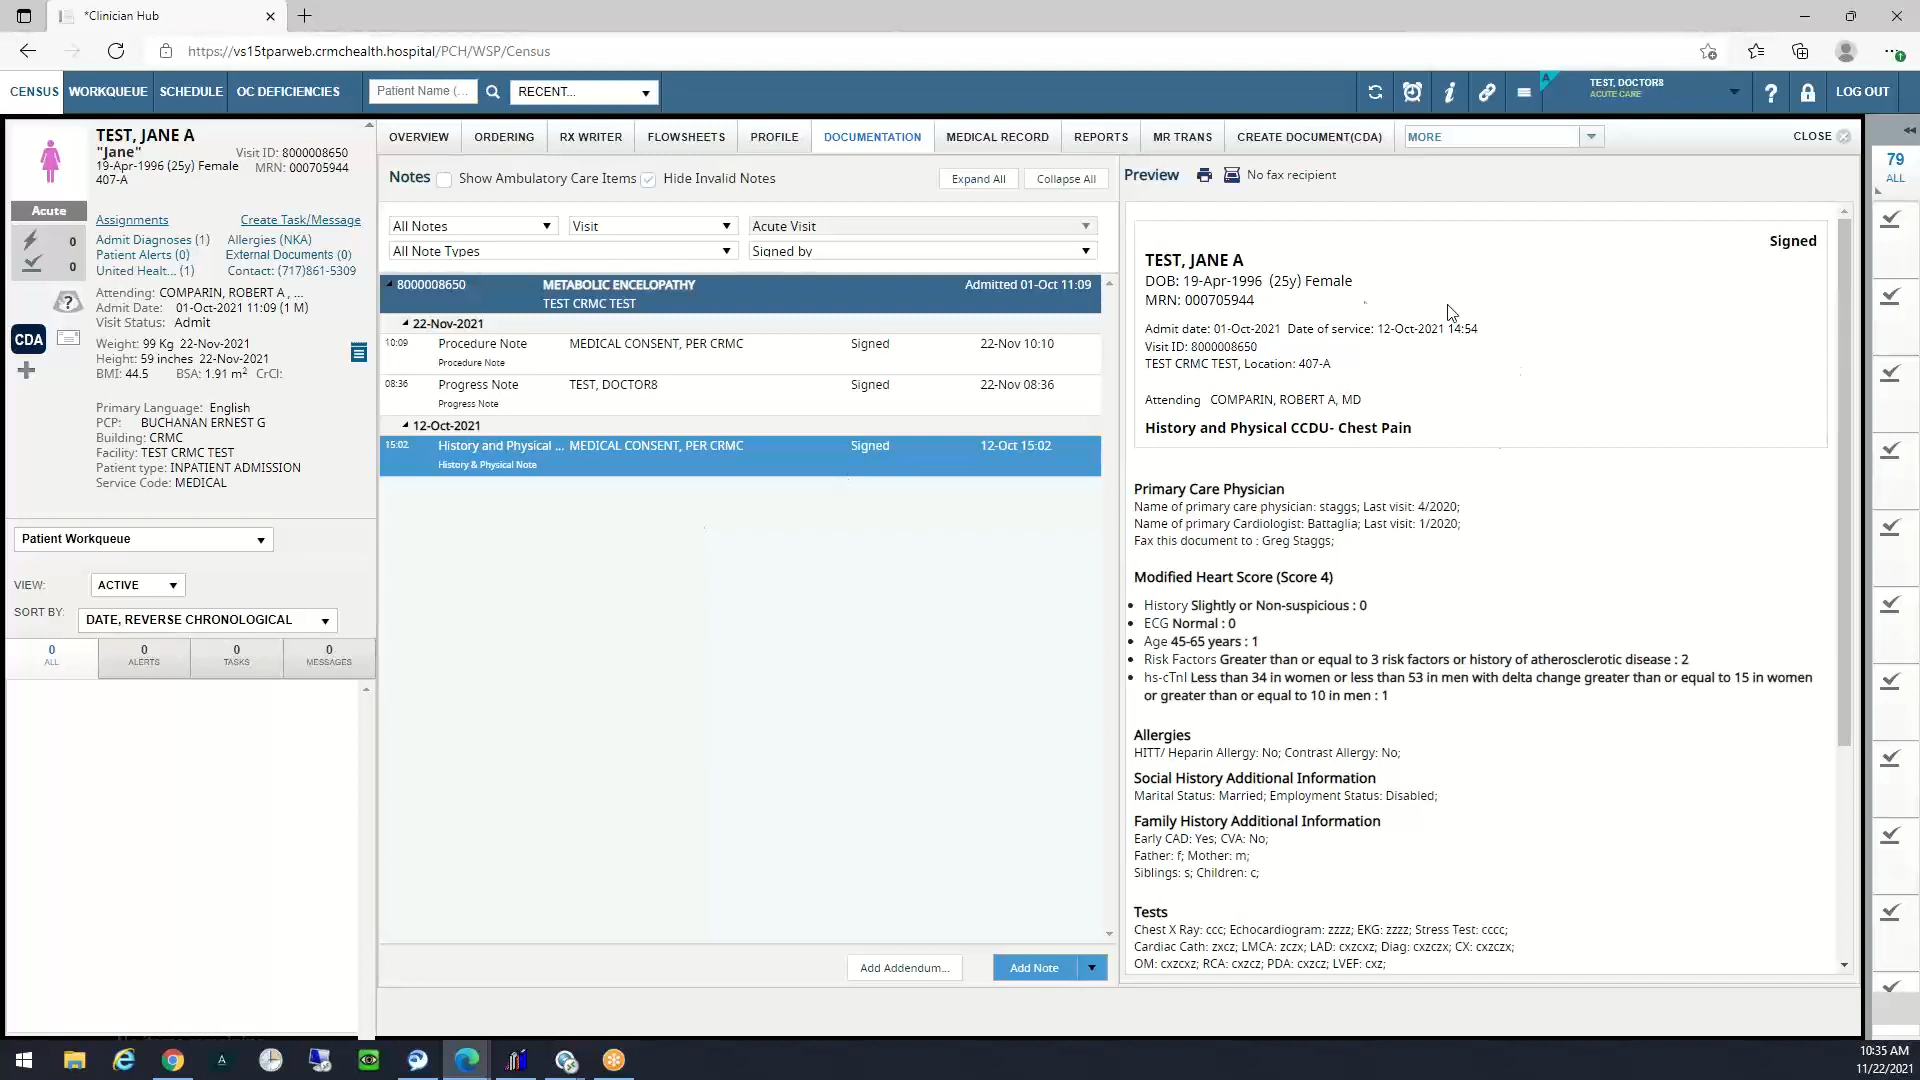 *Clinician Hub
https://vs15tparweb.crmchealth.hospital/PCH/WSP/Census
CENSUS WORKQUEUE SCHEDULE OC DEFICIENCIES Patient Name (... RECENT... TEST, DOCTOR8 LOG OUT
ACUTE CARE
TEST, JANE A
"Jane" Visit ID: 8000008650
19-Apr-1996 (25y) Female MRN: 000705944
407-A
Acute
0
0
Assignments Create Task/Message
Admit Diagnoses (1) Allergies (NKA)
Patient Alerts (0) External Documents (0)
United Healt... (1) Contact: (717)861-5309
Attending: COMPARIN, ROBERT A , ...
Admit Date: 01-Oct-2021 11:09 (1 M)
Visit Status: Admit
CDA
Weight: 99 Kg 22-Nov-2021
Height: 59 inches 22-Nov-2021
BMI: 44.5 BSA: 1.91 m2 CrCl:
Primary Language: English
PCP: BUCHANAN ERNEST G
Building: CRMC
Facility: TEST CRMC TEST
Patient type: INPATIENT ADMISSION
Service Code: MEDICAL
Patient Workqueue
VIEW: ACTIVE
SORT BY: DATE, REVERSE CHRONOLOGICAL
0 0 0 0
ALL ALERTS TASKS MESSAGES
OVERVIEW ORDERING RX WRITER FLOWSHEETS PROFILE DOCUMENTATION MEDICAL RECORD REPORTS MR TRANS CREATE DOCUMENT(CDA) MORE CLOSE
Notes Show Ambulatory Care Items Hide Invalid Notes Expand All Collapse All
All Notes Visit Acute Visit
All Note Types Signed by
8000008650 METABOLIC ENCELOPATHY Admitted 01-Oct 11:09
TEST CRMC TEST
22-Nov-2021
10:09 Procedure Note MEDICAL CONSENT, PER CRMC Signed 22-Nov 10:10
Procedure Note
08:36 Progress Note TEST, DOCTOR8 Signed 22-Nov 08:36
Progress Note
12-Oct-2021
15:02 History and Physical ... MEDICAL CONSENT, PER CRMC Signed 12-Oct 15:02
History & Physical Note
Add Addendum... Add Note
Preview No fax recipient
Signed
TEST, JANE A
DOB: 19-Apr-1996 (25y) Female
MRN: 000705944
Admit date: 01-Oct-2021 Date of service: 12-Oct-2021 14:54
Visit ID: 8000008650
TEST CRMC TEST, Location: 407-A
Attending COMPARIN, ROBERT A, MD
History and Physical CCDU- Chest Pain
Primary Care Physician
Name of primary care physician: staggs; Last visit: 4/2020;
Name of primary Cardiologist: Battaglia; Last visit: 1/2020;
Fax this document to : Greg Staggs;
Modified Heart Score (Score 4)
• History Slightly or Non-suspicious : 0
• ECG Normal : 0
• Age 45-65 years : 1
• Risk Factors Greater than or equal to 3 risk factors or history of atherosclerotic disease : 2
• hs-cTnI Less than 34 in women or less than 53 in men with delta change greater than or equal to 15 in women
or greater than or equal to 10 in men : 1
Allergies
HITT/ Heparin Allergy: No; Contrast Allergy: No;
Social History Additional Information
Marital Status: Married; Employment Status: Disabled;
Family History Additional Information
Early CAD: Yes; CVA: No;
Father: f; Mother: m;
Siblings: s; Children: c;
Tests
Chest X Ray: ccc; Echocardiogram: zzzz; EKG: zzzz; Stress Test: cccc;
Cardiac Cath: zxcz; LMCA: zczx; LAD: cxzcxz; Diag: cxzczx; CX: cxzczx;
OM: cxzcxz; RCA: cxzcz; PDA: cxzcz; LVEF: cxz;
79
ALL
10:35 AM
11/22/2021